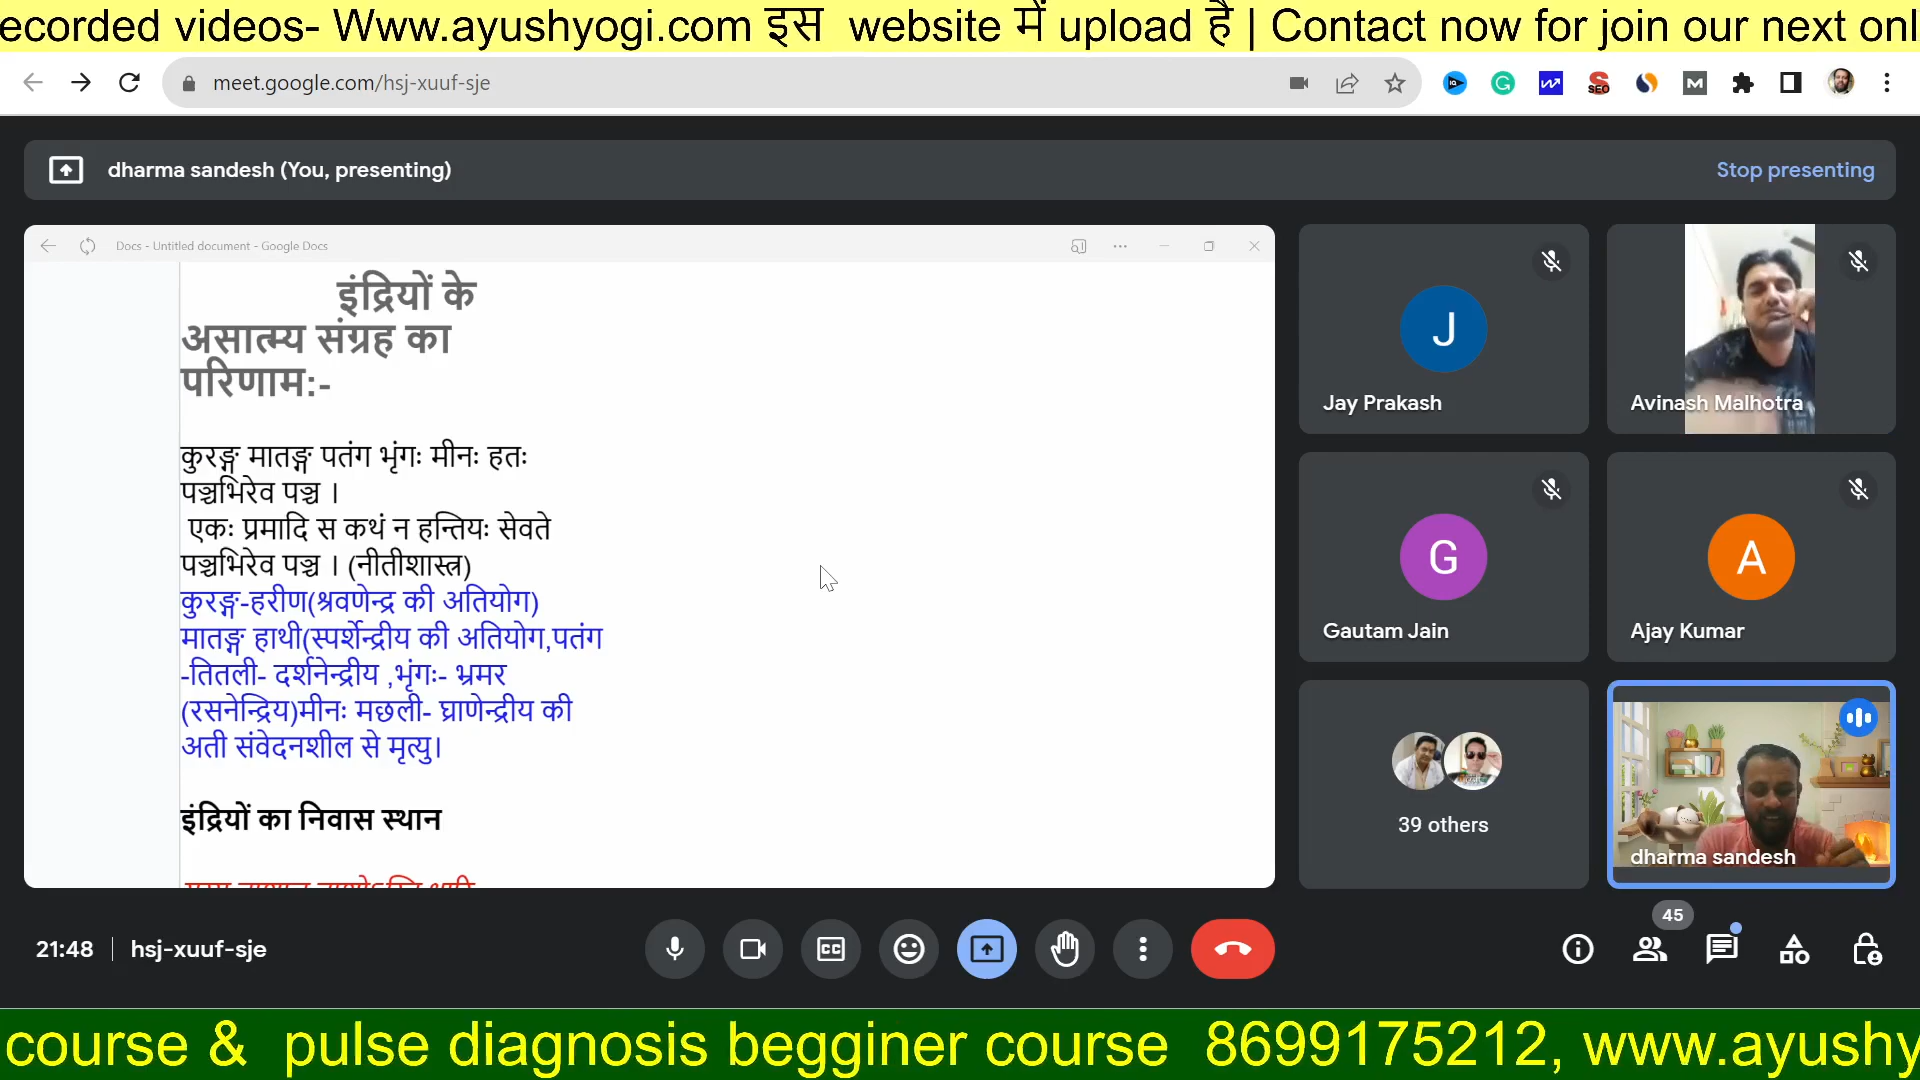 ecorded videos- Www.ayushyogi.com इस website में upload है | Contact now for join our next onl
meet.google.com/hsj-xuuf-sje
dharma sandesh (You, presenting)
Stop presenting
Docs - Untitled document - Google Docs
इंद्रियों के
असात्म्य संग्रह का
परिणाम:-
कुरङ्ग मातङ्ग पतंग भृंगः मीनः हतः
पञ्चभिरेव पञ्च ।
एकः प्रमादि स कथं न हन्तियः सेवते
पञ्चभिरेव पञ्च । (नीतीशास्त्र)
कुरङ्ग-हरीण(श्रवणेन्द्र की अतियोग)
मातङ्ग हाथी(स्पर्शेन्द्रीय की अतियोग,पतंग
-तितली- दर्शनेन्द्रीय ,भृंगः- भ्रमर
(रसनेन्द्रिय)मीनः मछली- घ्राणेन्द्रीय की
अती संवेदनशील से मृत्यु।
इंद्रियों का निवास स्थान
J
Jay Prakash
Avinash Malhotra
G
Gautam Jain
A
Ajay Kumar
39 others
dharma sandesh
21:48 | hsj-xuuf-sje
45
course & pulse diagnosis begginer course 8699175212, www.ayushy